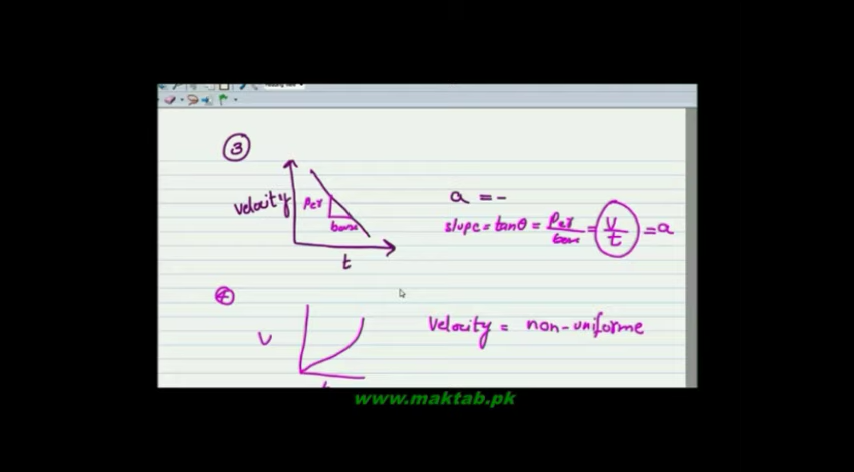 3
velocity
per
base
t
a = -
slope = tanθ = per/base = v/t = a
4
v
t
velocity = non-uniforme
www.maktab.pk